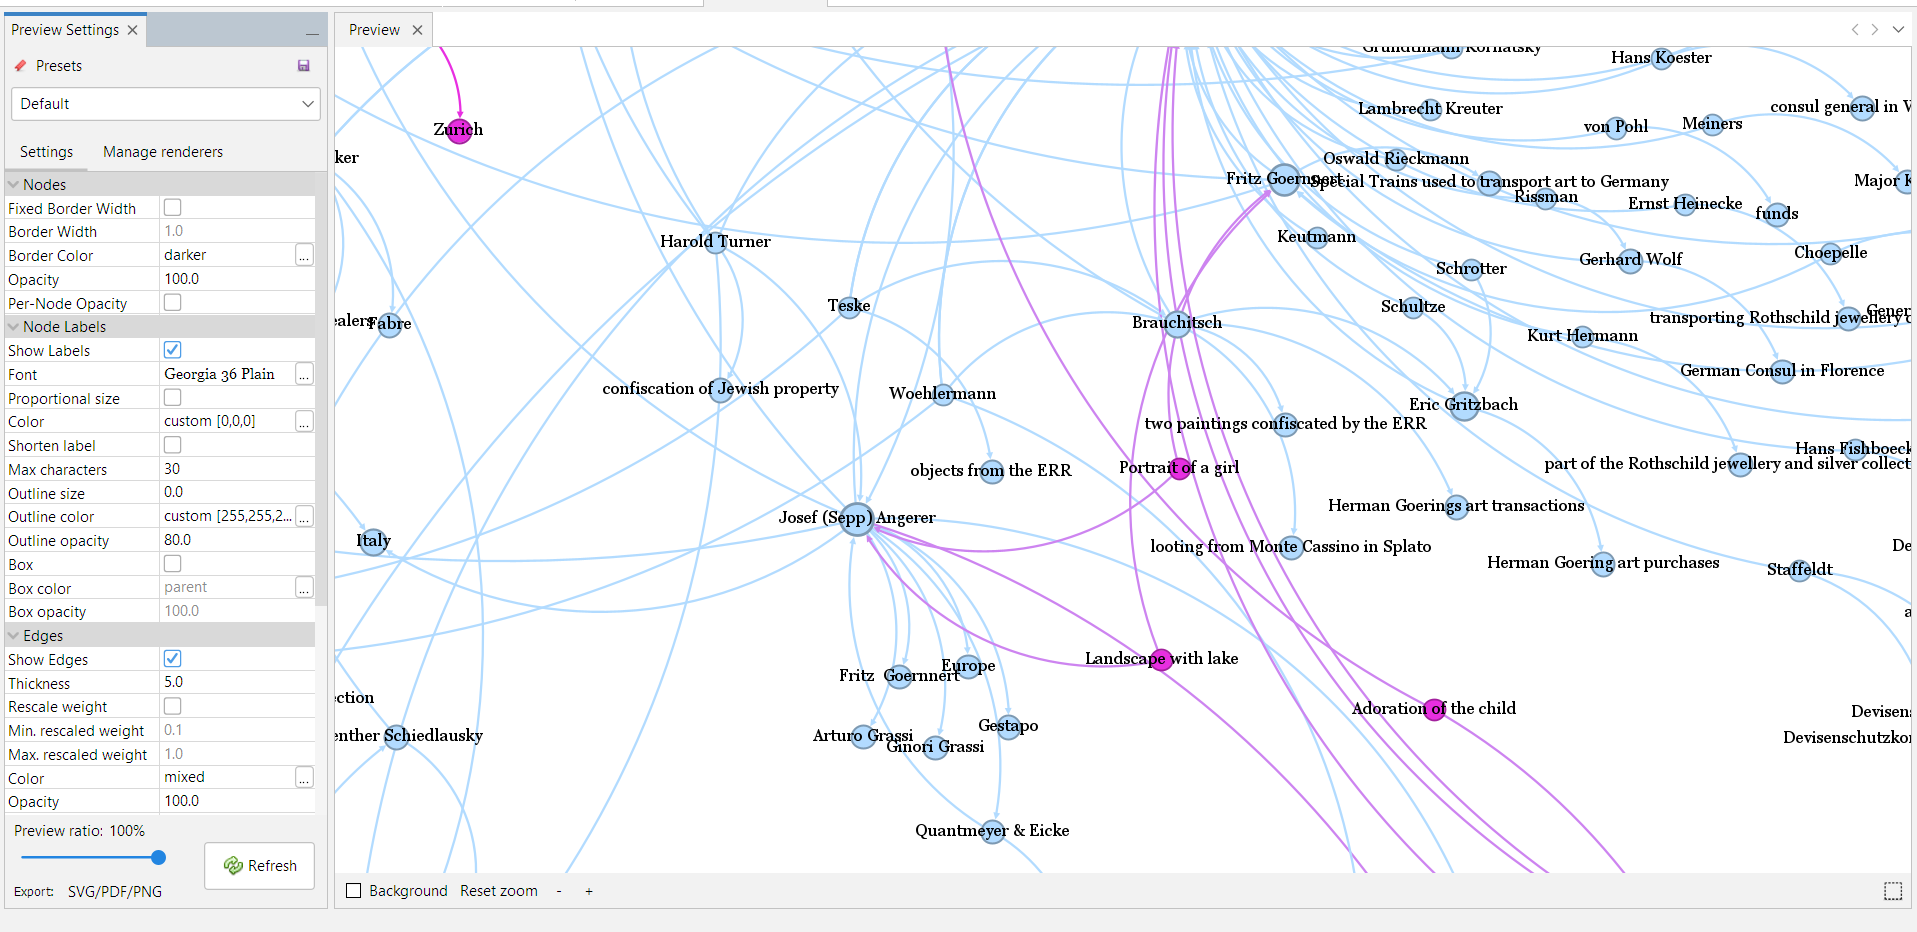 Preview Settings
Presets
Default
Settings Manage renderers
Nodes
Fixed Border Width
Border Width 1.0
Border Color darker ...
Opacity 100.0
Per-Node Opacity
Node Labels
Show Labels
Font Georgia 36 Plain ...
Proportional size
Color custom [0,0,0] ...
Shorten label
Max characters 30
Outline size 0.0
Outline color custom [255,255,2... ...
Outline opacity 80.0
Box
Box color parent ...
Box opacity 100.0
Edges
Show Edges
Thickness 5.0
Rescale weight
Min. rescaled weight 0.1
Max. rescaled weight 1.0
Color mixed ...
Opacity 100.0
Preview ratio: 100%
Refresh
Export: SVG/PDF/PNG
Preview
Grundtmann Kornatsky
Hans Koester
Lambrecht Kreuter
consul general in
von Pohl
Meiners
Zurich
ker
Oswald Rieckmann
Fritz Goernnert
Special Trains used to transport art to Germany
Major
Rissman
Ernst Heinecke
funds
Harold Turner
Keutmann
Choepelle
Gerhard Wolf
Schrotter
Teske
Schultze
ealers
Fabre
Brauchitsch
transporting Rothschild jewellery
Gener
Kurt Hermann
German Consul in Florence
confiscation of Jewish property
Woehlermann
Eric Gritzbach
two paintings confiscated by the ERR
Hans Fishboeck
objects from the ERR
Portrait of a girl
part of the Rothschild jewellery and silver collect
Herman Goerings art transactions
Josef (Sepp) Angerer
Italy
looting from Monte Cassino in Splato
De
Herman Goering art purchases
Staffeldt
a
Landscape with lake
Europe
Fritz Goernnert
ction
Adoration of the child
Devisen
Gestapo
enther Schiedlausky
Arturo Grassi
Ginori Grassi
Devisenschutzko
Quantmeyer & Eicke
Background Reset zoom - +